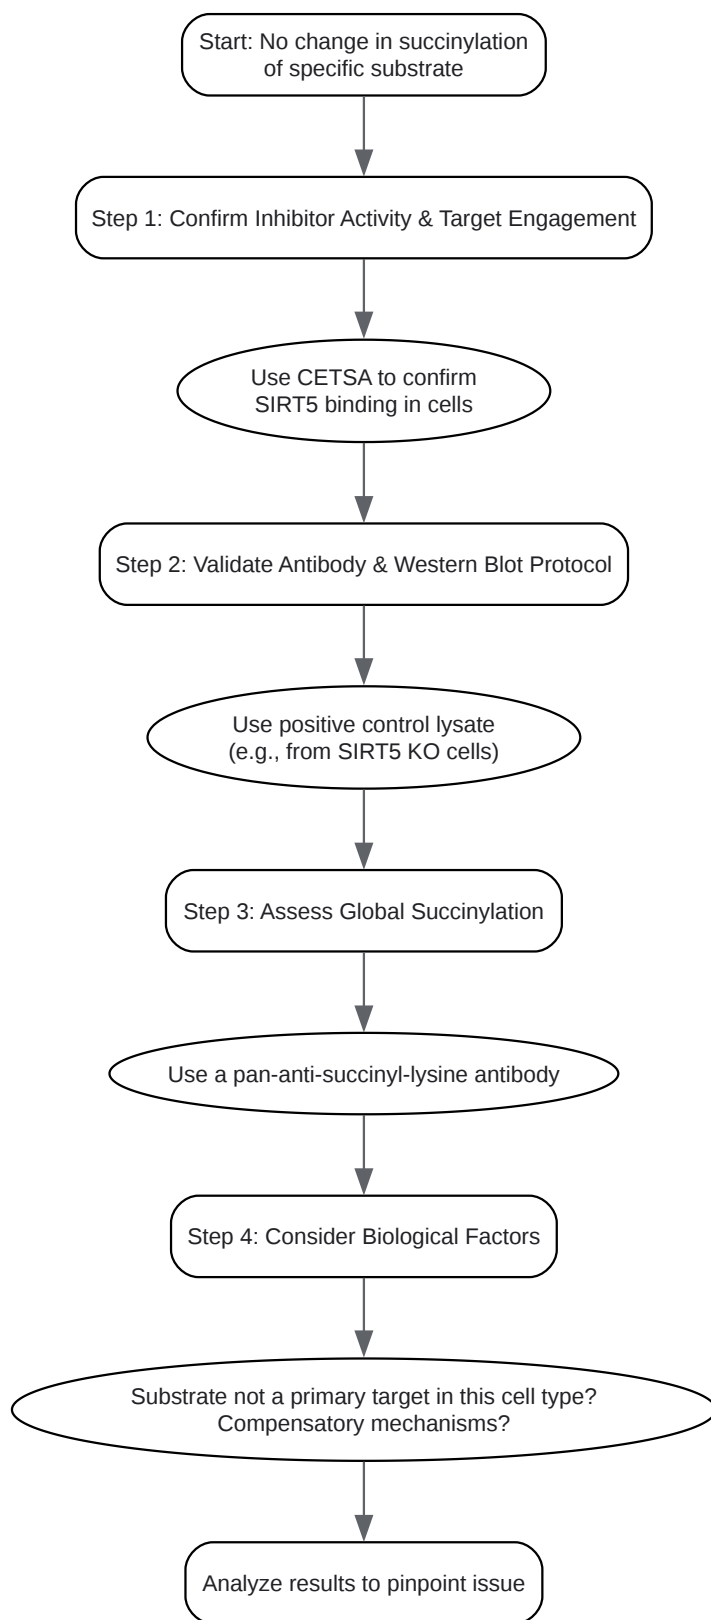 Start: No change in succinylation
of specific substrate
Step 1: Confirm Inhibitor Activity & Target Engagement
Use CETSA to confirm
SIRT5 binding in cells
Step 2: Validate Antibody & Western Blot Protocol
Use positive control lysate
(e.g., from SIRT5 KO cells)
Step 3: Assess Global Succinylation
Use a pan-anti-succinyl-lysine antibody
Step 4: Consider Biological Factors
Substrate not a primary target in this cell type?
Compensatory mechanisms?
Analyze results to pinpoint issue